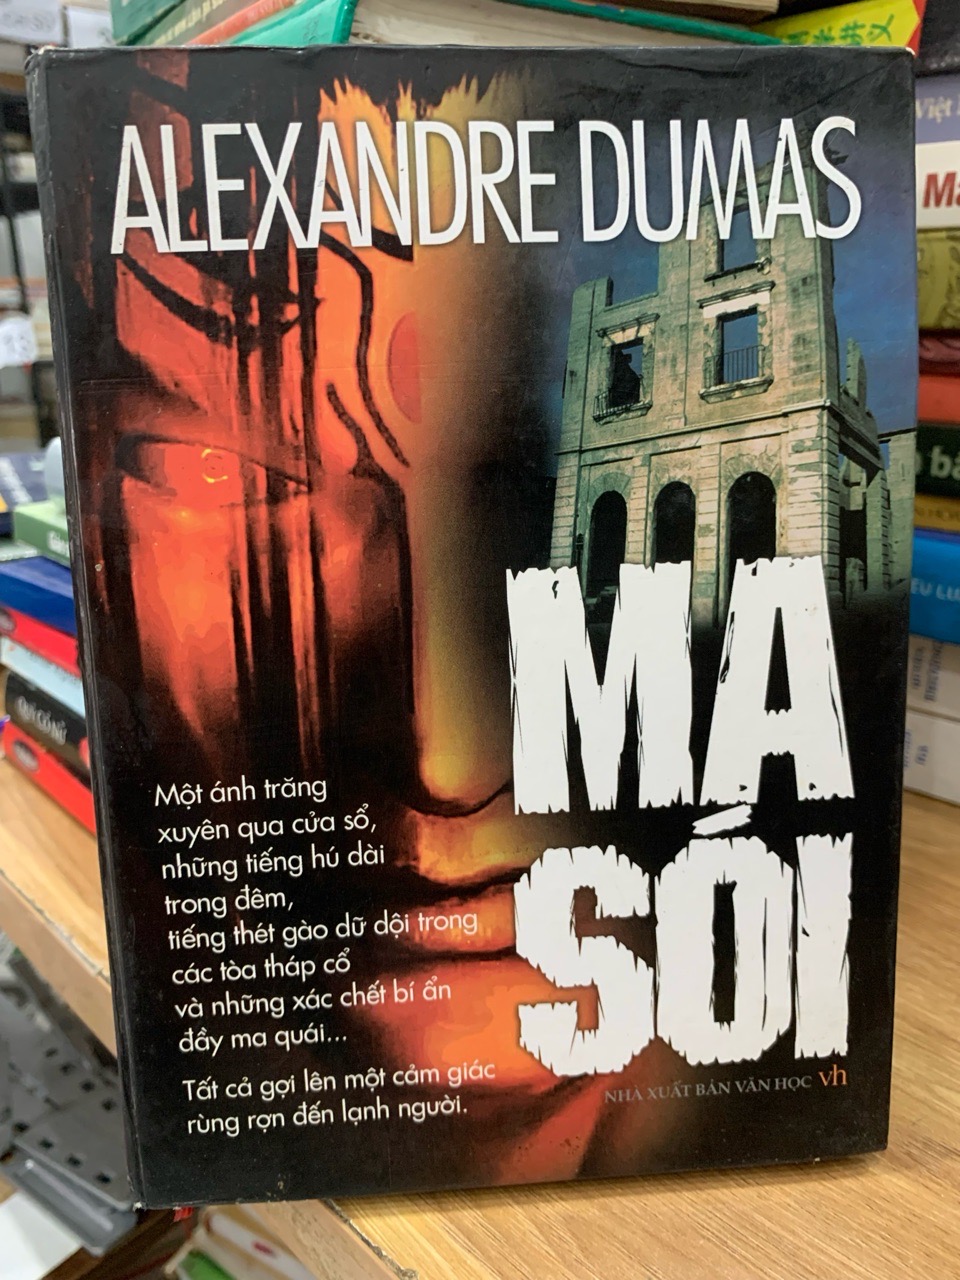 ALEXANDRE DUMAS
MA
SÓI
Một ánh trăng
xuyên qua cửa sổ,
những tiếng hú dài
trong đêm,
tiếng thét gào dữ dội trong
các tòa tháp cổ
và những xác chết bí ẩn
đầy ma quái...
Tất cả gợi lên một cảm giác
rùng rợn đến lạnh người.
NHÀ XUẤT BẢN VĂN HỌC vh
Việt